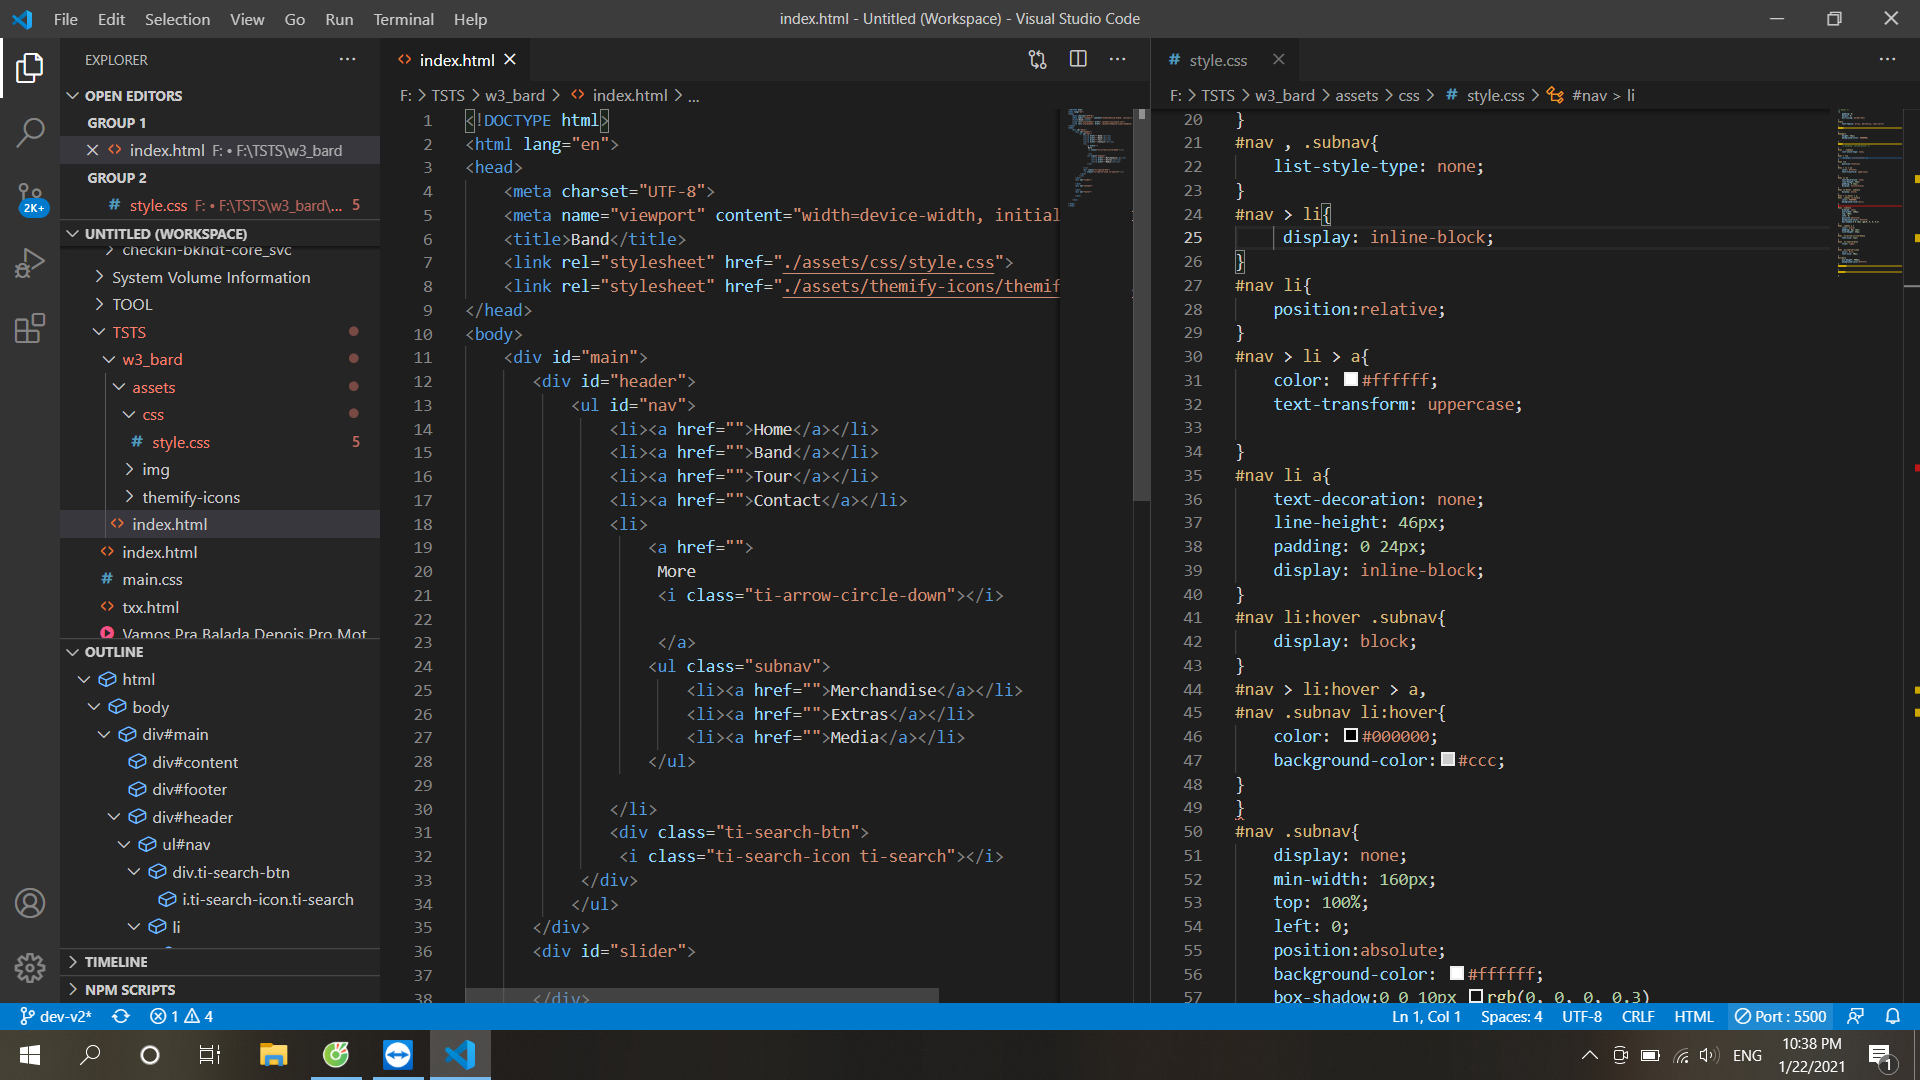 File Edit Selection View Go Run Terminal Help
index.html - Untitled (Workspace) - Visual Studio Code
EXPLORER
OPEN EDITORS
GROUP 1
index.html F: • F:\TSTS\w3_bard
GROUP 2
style.css F: • F:\TSTS\w3_bard\... 5
UNTITLED (WORKSPACE)
checkin-bkhdt-core_svc
System Volume Information
TOOL
TSTS
w3_bard
assets
css
style.css 5
img
themify-icons
index.html
index.html
main.css
txx.html
Vamos Pra Balada Depois Pro Mot
OUTLINE
html
body
div#main
div#content
div#footer
div#header
ul#nav
div.ti-search-btn
i.ti-search-icon.ti-search
li
TIMELINE
NPM SCRIPTS
2K+
index.html
F: > TSTS > w3_bard > index.html > ...
1 <!DOCTYPE html>
2 <html lang="en">
3 <head>
4 <meta charset="UTF-8">
5 <meta name="viewport" content="width=device-width, initial
6 <title>Band</title>
7 <link rel="stylesheet" href="./assets/css/style.css">
8 <link rel="stylesheet" href="./assets/themify-icons/themif
9 </head>
10 <body>
11 <div id="main">
12 <div id="header">
13 <ul id="nav">
14 <li><a href="">Home</a></li>
15 <li><a href="">Band</a></li>
16 <li><a href="">Tour</a></li>
17 <li><a href="">Contact</a></li>
18 <li>
19 <a href="">
20 More
21 <i class="ti-arrow-circle-down"></i>
22
23 </a>
24 <ul class="subnav">
25 <li><a href="">Merchandise</a></li>
26 <li><a href="">Extras</a></li>
27 <li><a href="">Media</a></li>
28 </ul>
29
30 </li>
31 <div class="ti-search-btn">
32 <i class="ti-search-icon ti-search"></i>
33 </div>
34 </ul>
35 </div>
36 <div id="slider">
37
38 </div>
style.css
F: > TSTS > w3_bard > assets > css > style.css > #nav > li
20 }
21 #nav , .subnav{
22 list-style-type: none;
23 }
24 #nav > li{
25 display: inline-block;
26 }
27 #nav li{
28 position:relative;
29 }
30 #nav > li > a{
31 color: #ffffff;
32 text-transform: uppercase;
33
34 }
35 #nav li a{
36 text-decoration: none;
37 line-height: 46px;
38 padding: 0 24px;
39 display: inline-block;
40 }
41 #nav li:hover .subnav{
42 display: block;
43 }
44 #nav > li:hover > a,
45 #nav .subnav li:hover{
46 color: #000000;
47 background-color: #ccc;
48 }
49 }
50 #nav .subnav{
51 display: none;
52 min-width: 160px;
53 top: 100%;
54 left: 0;
55 position:absolute;
56 background-color: #ffffff;
57 box-shadow:0 0 10px rgb(0, 0, 0, 0.3)
dev-v2* 1 4
Ln 1, Col 1 Spaces: 4 UTF-8 CRLF HTML Port : 5500
ENG
10:38 PM
1/22/2021
1